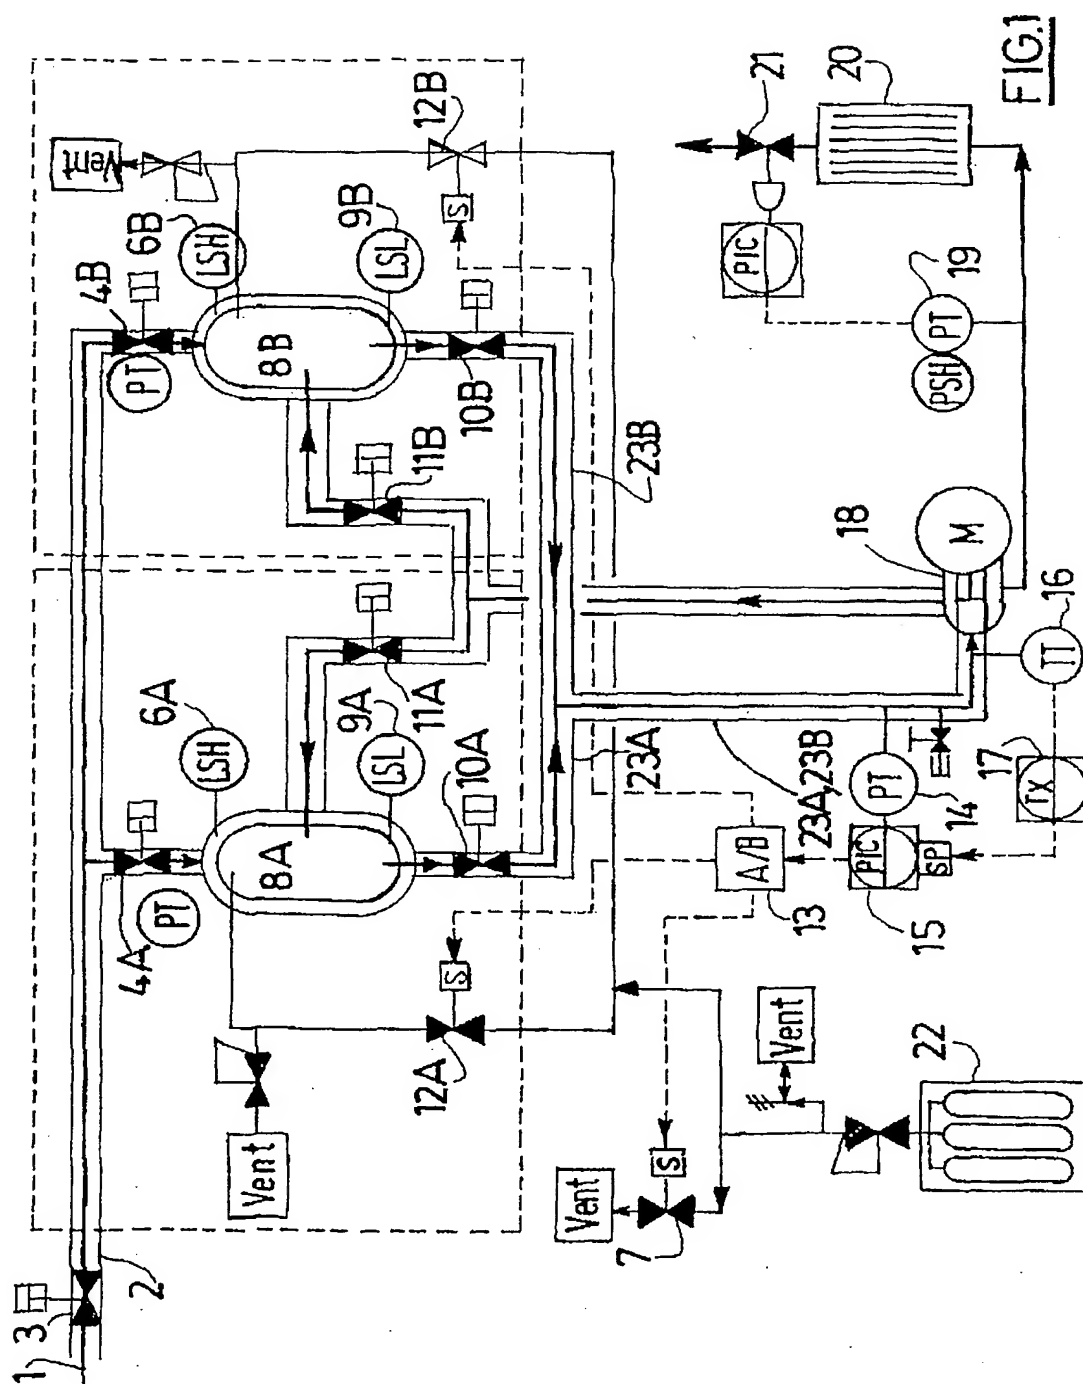 1
3
2
Vent
4A
PT
6A
LSH
8A
LSL
9A
10A
11A
12A
S
4B
PT
6B
LSH
Vent
8B
LSL
9B
10B
11B
12B
S
Vent
7
S
A/B
13
23A
23B
Vent
22
23A,23B
PIC
SP
15
PT
14
TX
17
TT
16
18
M
PSH
PT
19
PIC
21
20
FIG.1